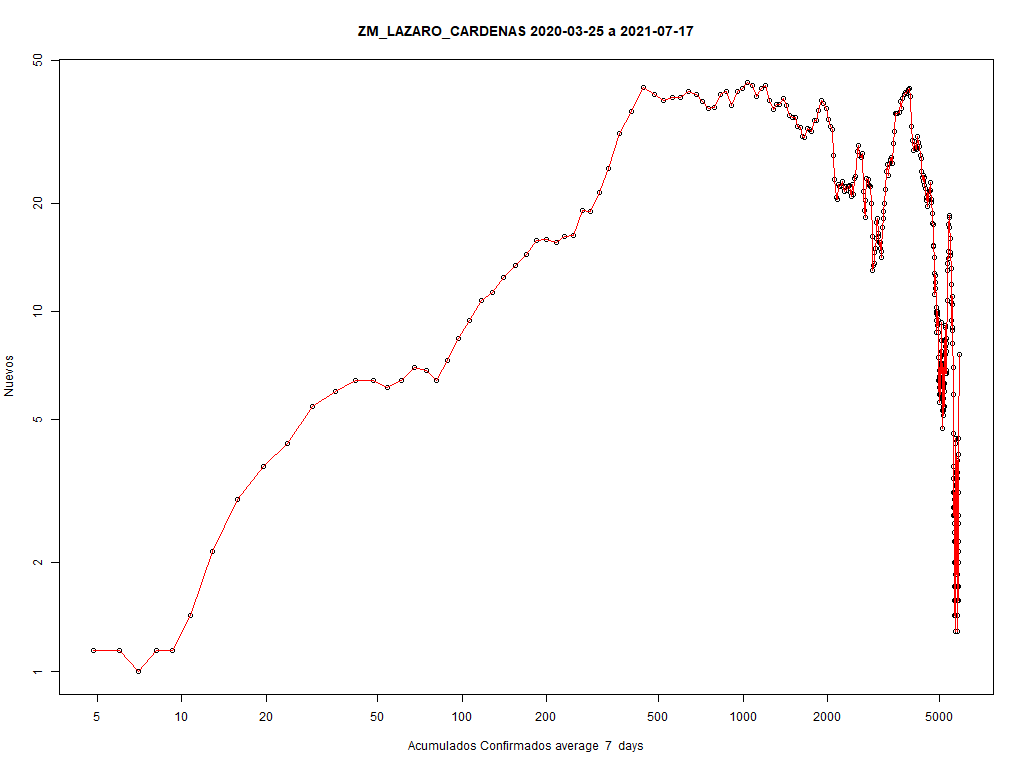 ZM_LAZARO_CARDENAS 2020-03-25 a 2021-07-17
50
20
10
5
2
1
Nuevos
5 10 20 50 100 200 500 1000 2000 5000
Acumulados Confirmados average 7 days